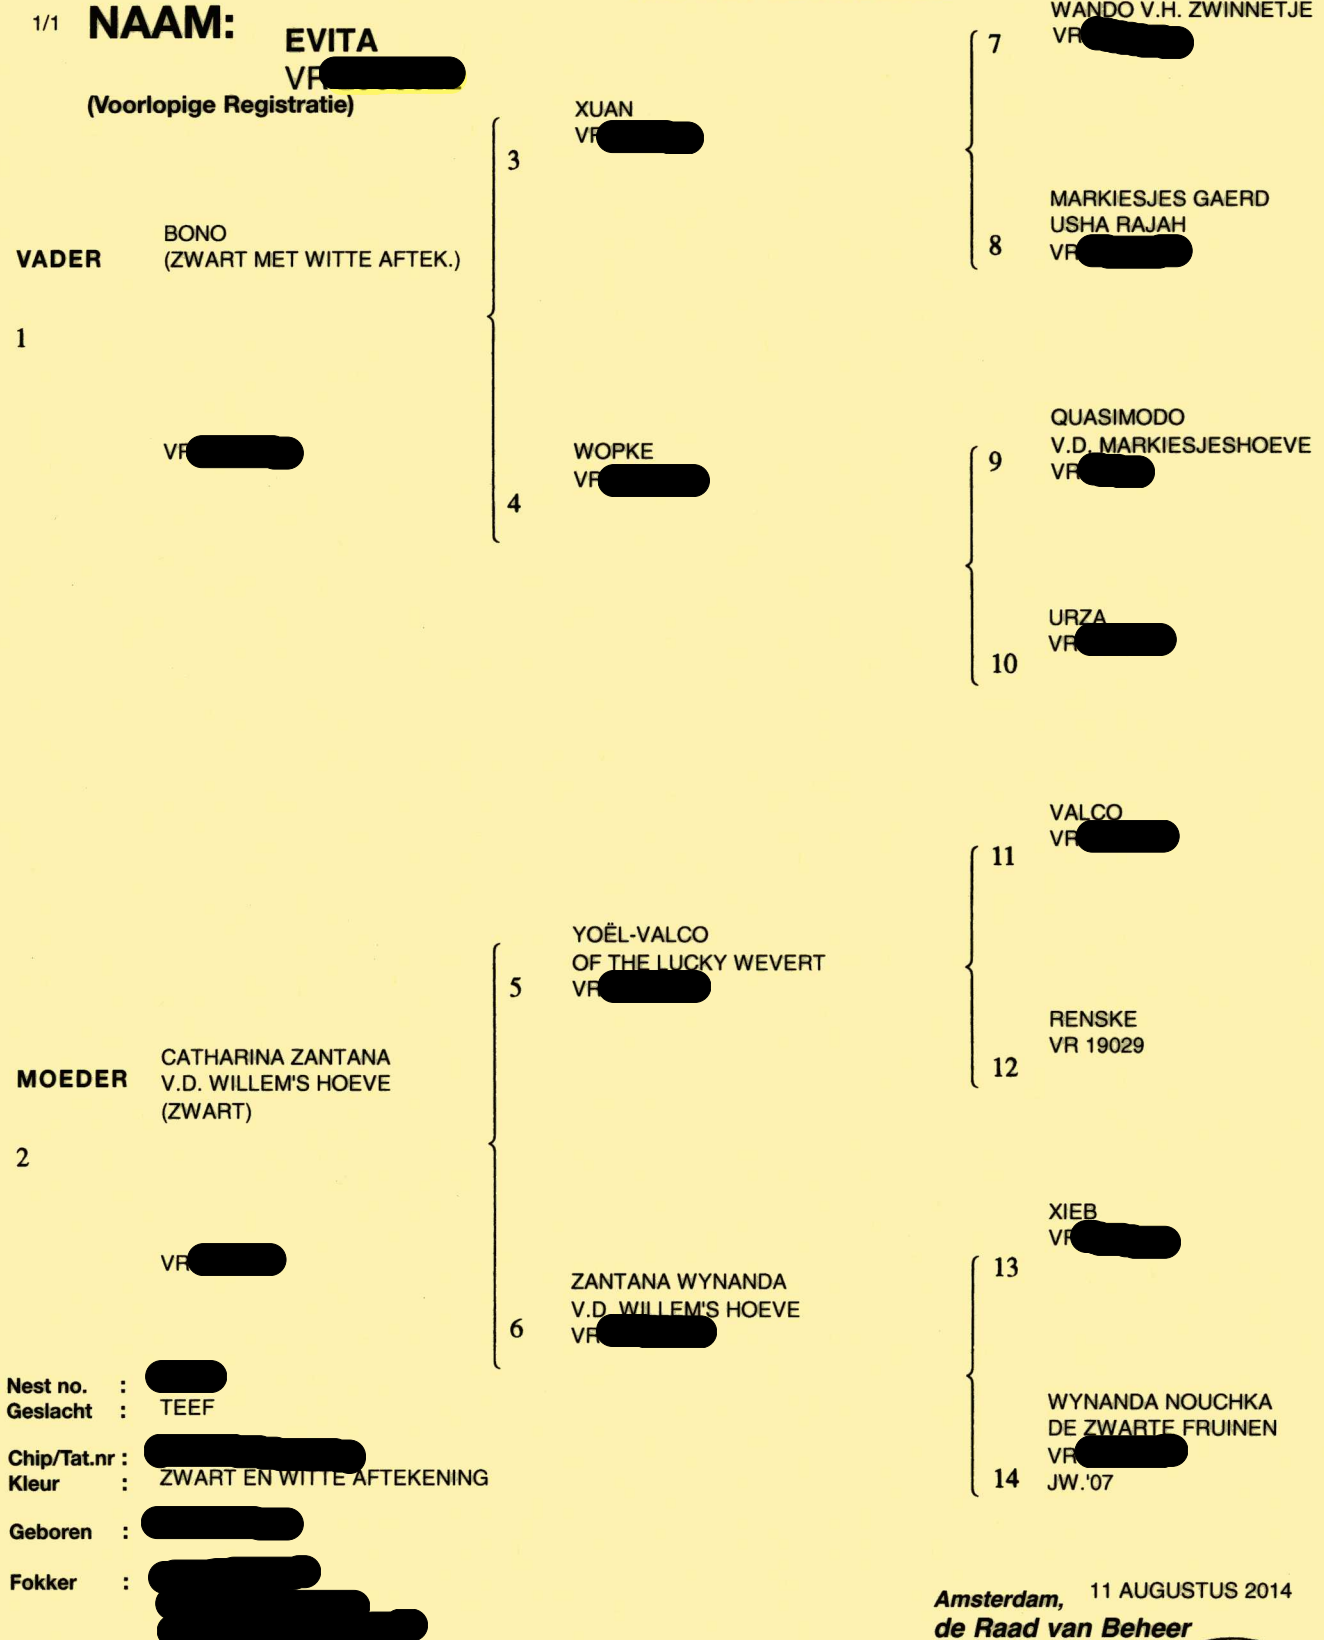 1/1 NAAM:
EVITA
VR
(Voorlopige Registratie)
VADER
BONO
(ZWART MET WITTE AFTEK.)
1
VR
3
XUAN
VR
4
WOPKE
VR
7
WANDO V.H. ZWINNETJE
VR
8
MARKIESJES GAERD
USHA RAJAH
VR
9
QUASIMODO
V.D. MARKIESJESHOEVE
VR
10
URZA
VR
MOEDER
CATHARINA ZANTANA
V.D. WILLEM'S HOEVE
(ZWART)
2
VR
5
YOËL-VALCO
OF THE LUCKY WEVERT
VR
6
ZANTANA WYNANDA
V.D. WILLEM'S HOEVE
VR
11
VALCO
VR
12
RENSKE
VR 19029
13
XIEB
VR
14
WYNANDA NOUCHKA
DE ZWARTE FRUINEN
VR
JW.'07
Nest no. :
Geslacht : TEEF
Chip/Tat.nr :
Kleur : ZWART EN WITTE AFTEKENING
Geboren :
Fokker :
Amsterdam, 11 AUGUSTUS 2014
de Raad van Beheer